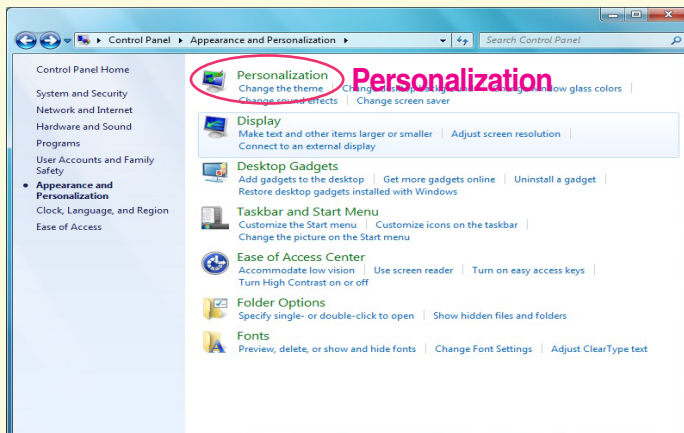 Control Panel ▸ Appearance and Personalization ▸
Search Control Panel
Control Panel Home
System and Security
Network and Internet
Hardware and Sound
Programs
User Accounts and Family
Safety
Appearance and
Personalization
Clock, Language, and Region
Ease of Access
Personalization
Personalization
Change the theme
Change sound effects | Change screen saver
Display
Make text and other items larger or smaller | Adjust screen resolution
Connect to an external display
Desktop Gadgets
Add gadgets to the desktop | Get more gadgets online | Uninstall a gadget
Restore desktop gadgets installed with Windows
Taskbar and Start Menu
Customize the Start menu | Customize icons on the taskbar
Change the picture on the Start menu
Ease of Access Center
Accommodate low vision | Use screen reader | Turn on easy access keys
Turn High Contrast on or off
Folder Options
Specify single- or double-click to open | Show hidden files and folders
Fonts
Preview, delete, or show and hide fonts | Change Font Settings | Adjust ClearType text